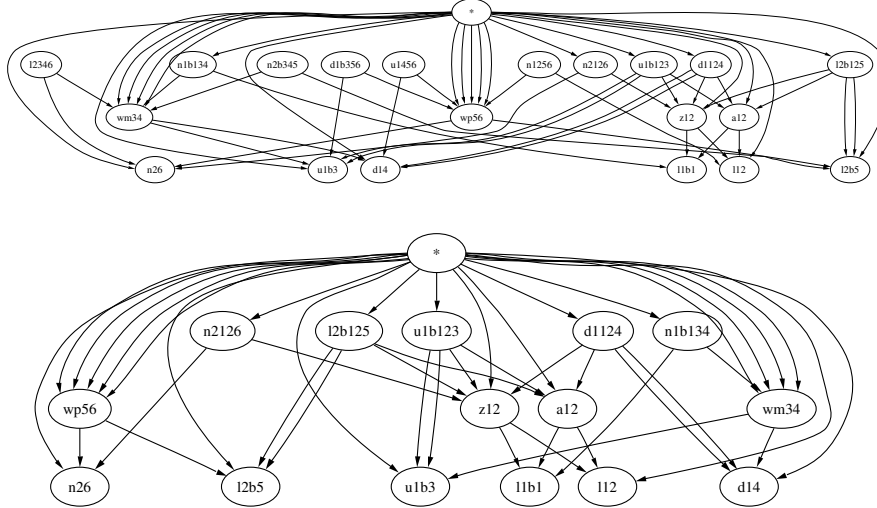 *
l2346 n1b134 n2b345 d1b356 u1456 n1256 n2126 u1b123 d1124 l2b125
wm34 wp56 z12 a12
n26 u1b3 d14 l1b1 l12 l2b5
*
n2126 l2b125 u1b123 d1124 n1b134
wp56 z12 a12 wm34
n26 l2b5 u1b3 l1b1 l12 d14